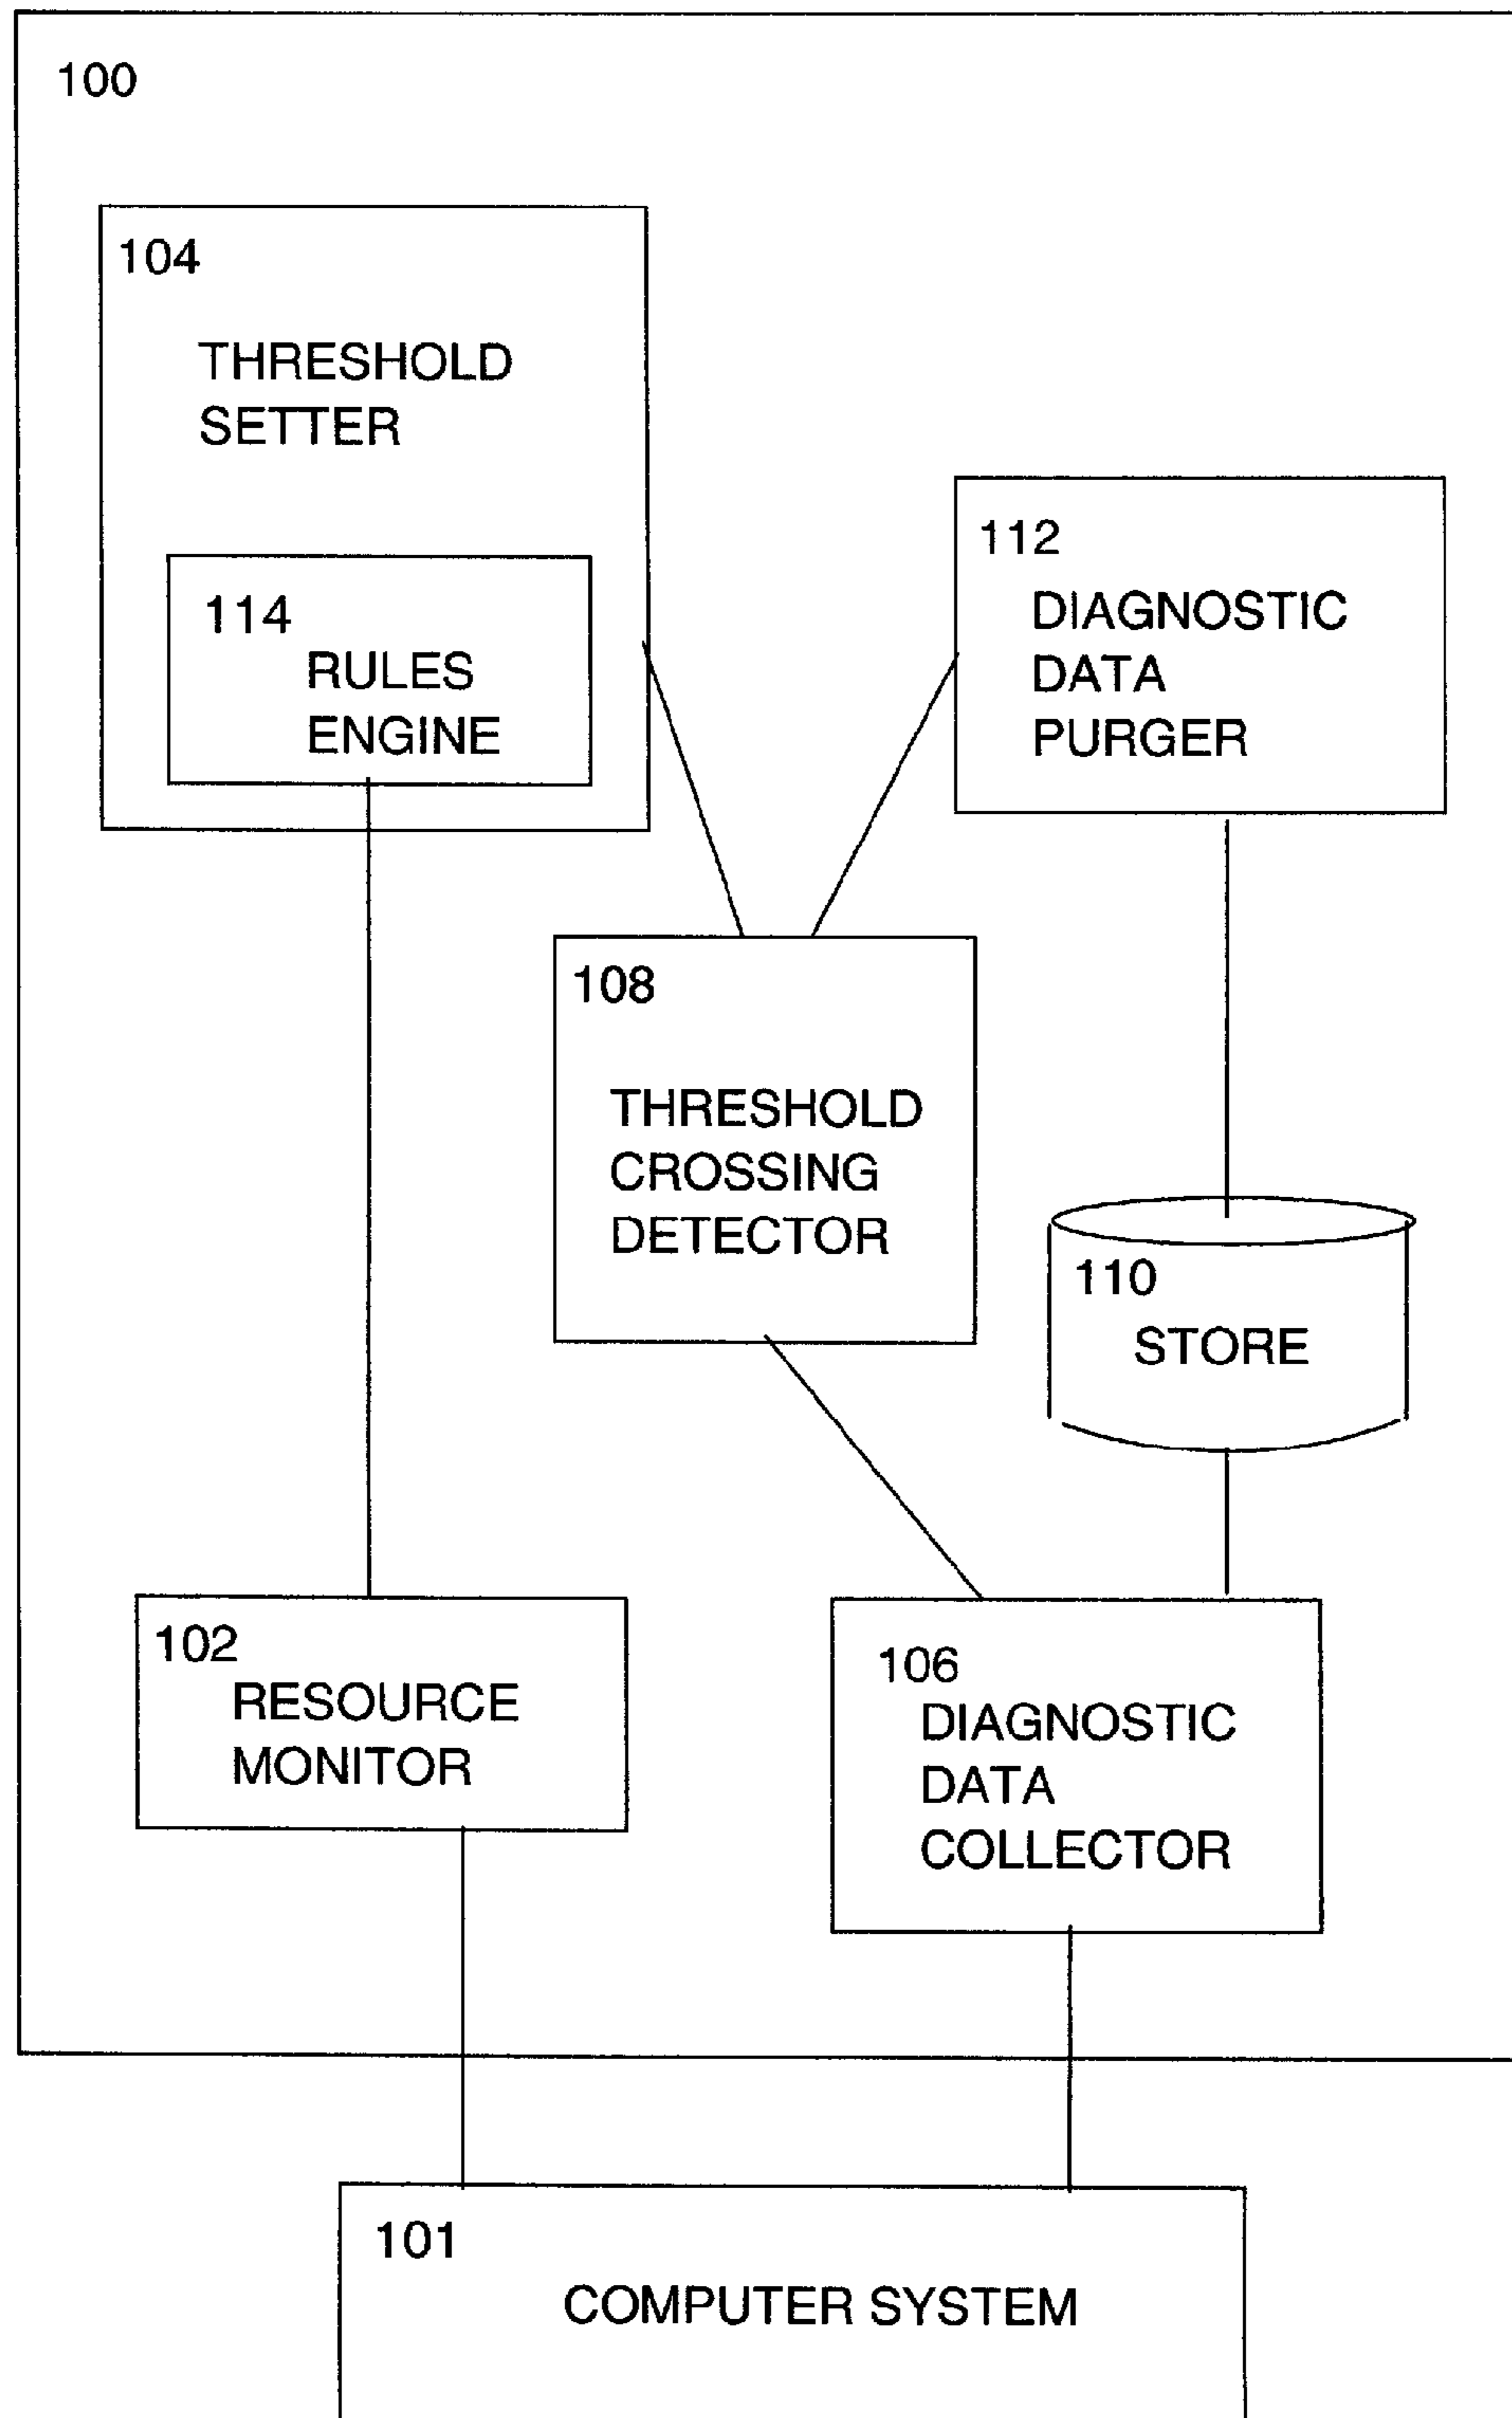 100
104
THRESHOLD
SETTER
114
RULES
ENGINE
112
DIAGNOSTIC
DATA
PURGER
108
THRESHOLD
CROSSING
DETECTOR
110
STORE
102
RESOURCE
MONITOR
106
DIAGNOSTIC
DATA
COLLECTOR
101
COMPUTER SYSTEM